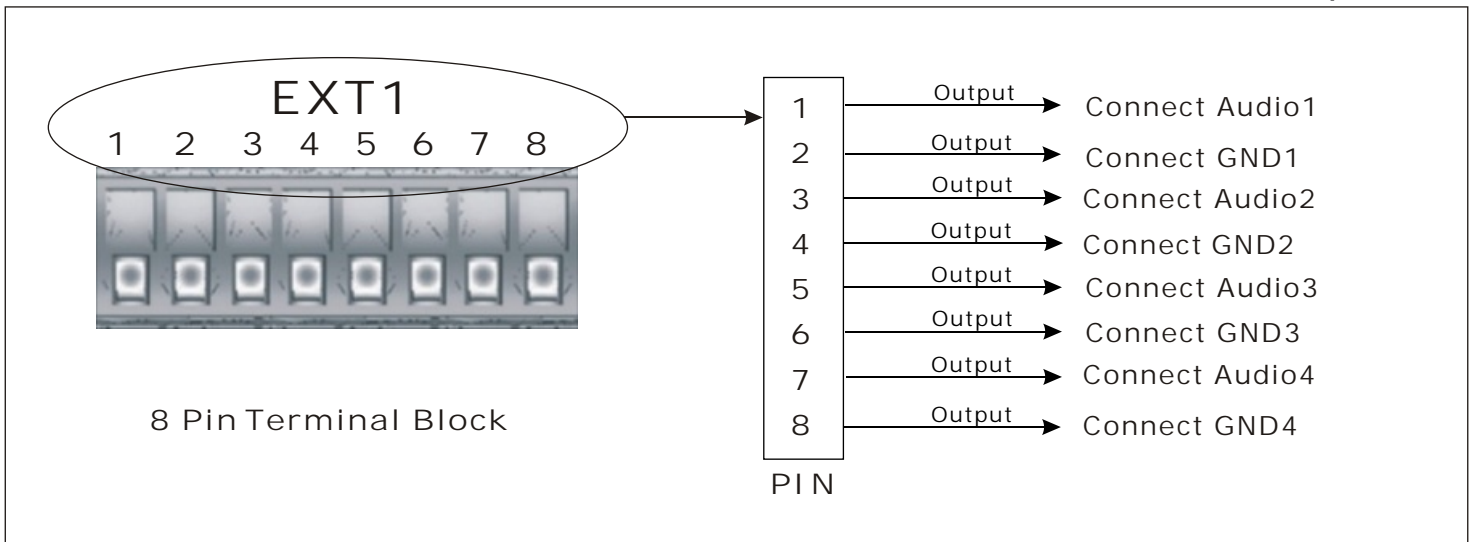 EXT1
1 2 3 4 5 6 7 8
8 Pin Terminal Block
1 Output Connect Audio1
2 Output Connect GND1
3 Output Connect Audio2
4 Output Connect GND2
5 Output Connect Audio3
6 Output Connect GND3
7 Output Connect Audio4
8 Output Connect GND4
PIN